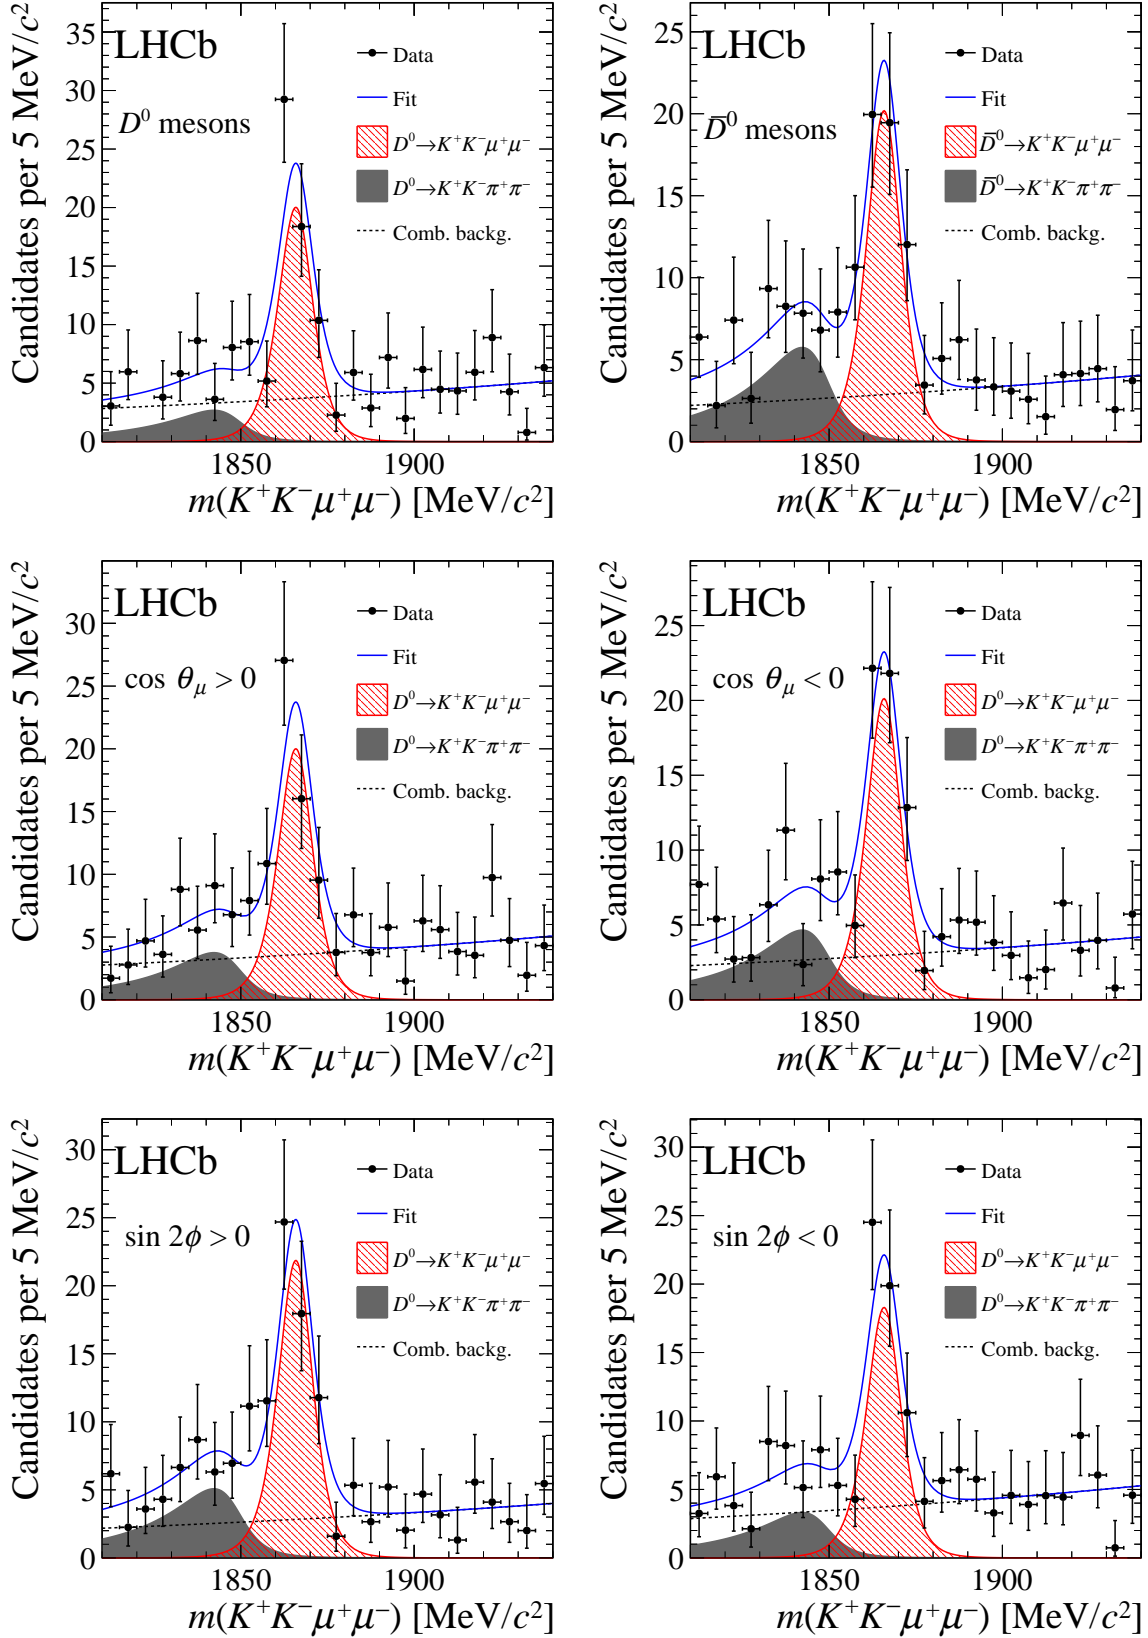 Candidates per 5 MeV/c²
35
30
25
20
15
10
5
0
LHCb
D⁰ mesons
Data
Fit
D⁰→K⁺K⁻μ⁺μ⁻
D⁰→K⁺K⁻π⁺π⁻
Comb. backg.
1850
1900
m(K⁺K⁻μ⁺μ⁻) [MeV/c²]
Candidates per 5 MeV/c²
25
20
15
10
5
0
LHCb
D̅⁰ mesons
Data
Fit
D̅⁰→K⁺K⁻μ⁺μ⁻
D̅⁰→K⁺K⁻π⁺π⁻
Comb. backg.
1850
1900
m(K⁺K⁻μ⁺μ⁻) [MeV/c²]
Candidates per 5 MeV/c²
30
25
20
15
10
5
0
LHCb
cos θμ > 0
Data
Fit
D⁰→K⁺K⁻μ⁺μ⁻
D⁰→K⁺K⁻π⁺π⁻
Comb. backg.
1850
1900
m(K⁺K⁻μ⁺μ⁻) [MeV/c²]
Candidates per 5 MeV/c²
25
20
15
10
5
0
LHCb
cos θμ < 0
Data
Fit
D⁰→K⁺K⁻μ⁺μ⁻
D⁰→K⁺K⁻π⁺π⁻
Comb. backg.
1850
1900
m(K⁺K⁻μ⁺μ⁻) [MeV/c²]
Candidates per 5 MeV/c²
30
25
20
15
10
5
0
LHCb
sin 2ϕ > 0
Data
Fit
D⁰→K⁺K⁻μ⁺μ⁻
D⁰→K⁺K⁻π⁺π⁻
Comb. backg.
1850
1900
m(K⁺K⁻μ⁺μ⁻) [MeV/c²]
Candidates per 5 MeV/c²
30
25
20
15
10
5
0
LHCb
sin 2ϕ < 0
Data
Fit
D⁰→K⁺K⁻μ⁺μ⁻
D⁰→K⁺K⁻π⁺π⁻
Comb. backg.
1850
1900
m(K⁺K⁻μ⁺μ⁻) [MeV/c²]